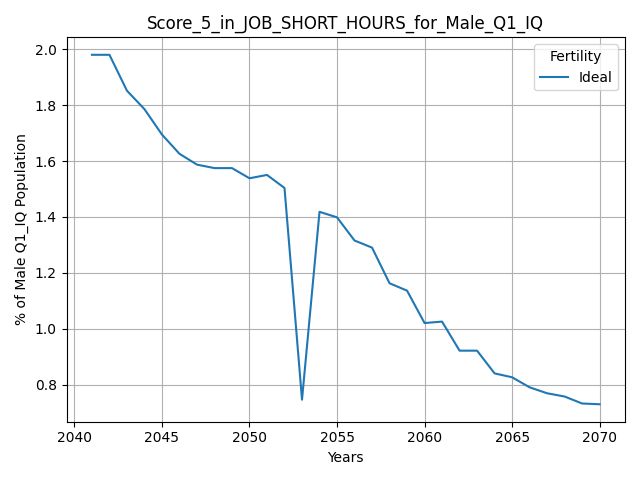 Score_5_in_JOB_SHORT_HOURS_for_Male_Q1_IQ
Fertility
Ideal
% of Male Q1_IQ Population
2.0
1.8
1.6
1.4
1.2
1.0
0.8
2040 2045 2050 2055 2060 2065 2070
Years